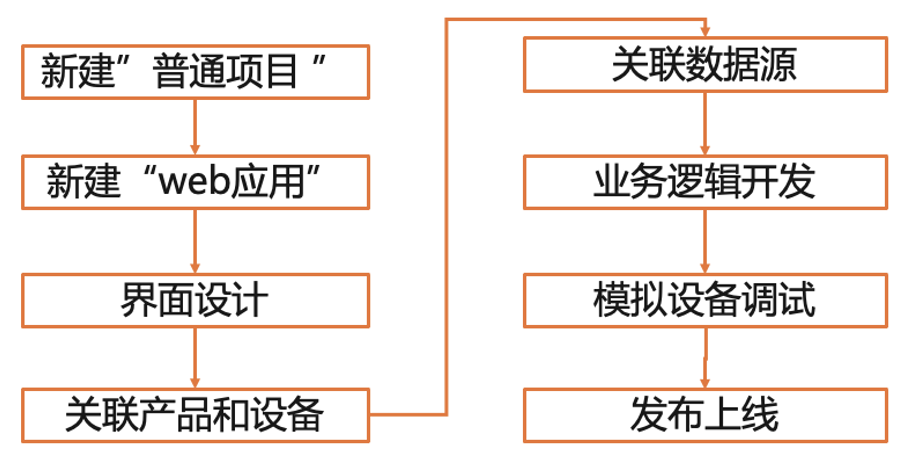 新建”普通项目 ”
新建“web应用”
界面设计
关联产品和设备
关联数据源
业务逻辑开发
模拟设备调试
发布上线